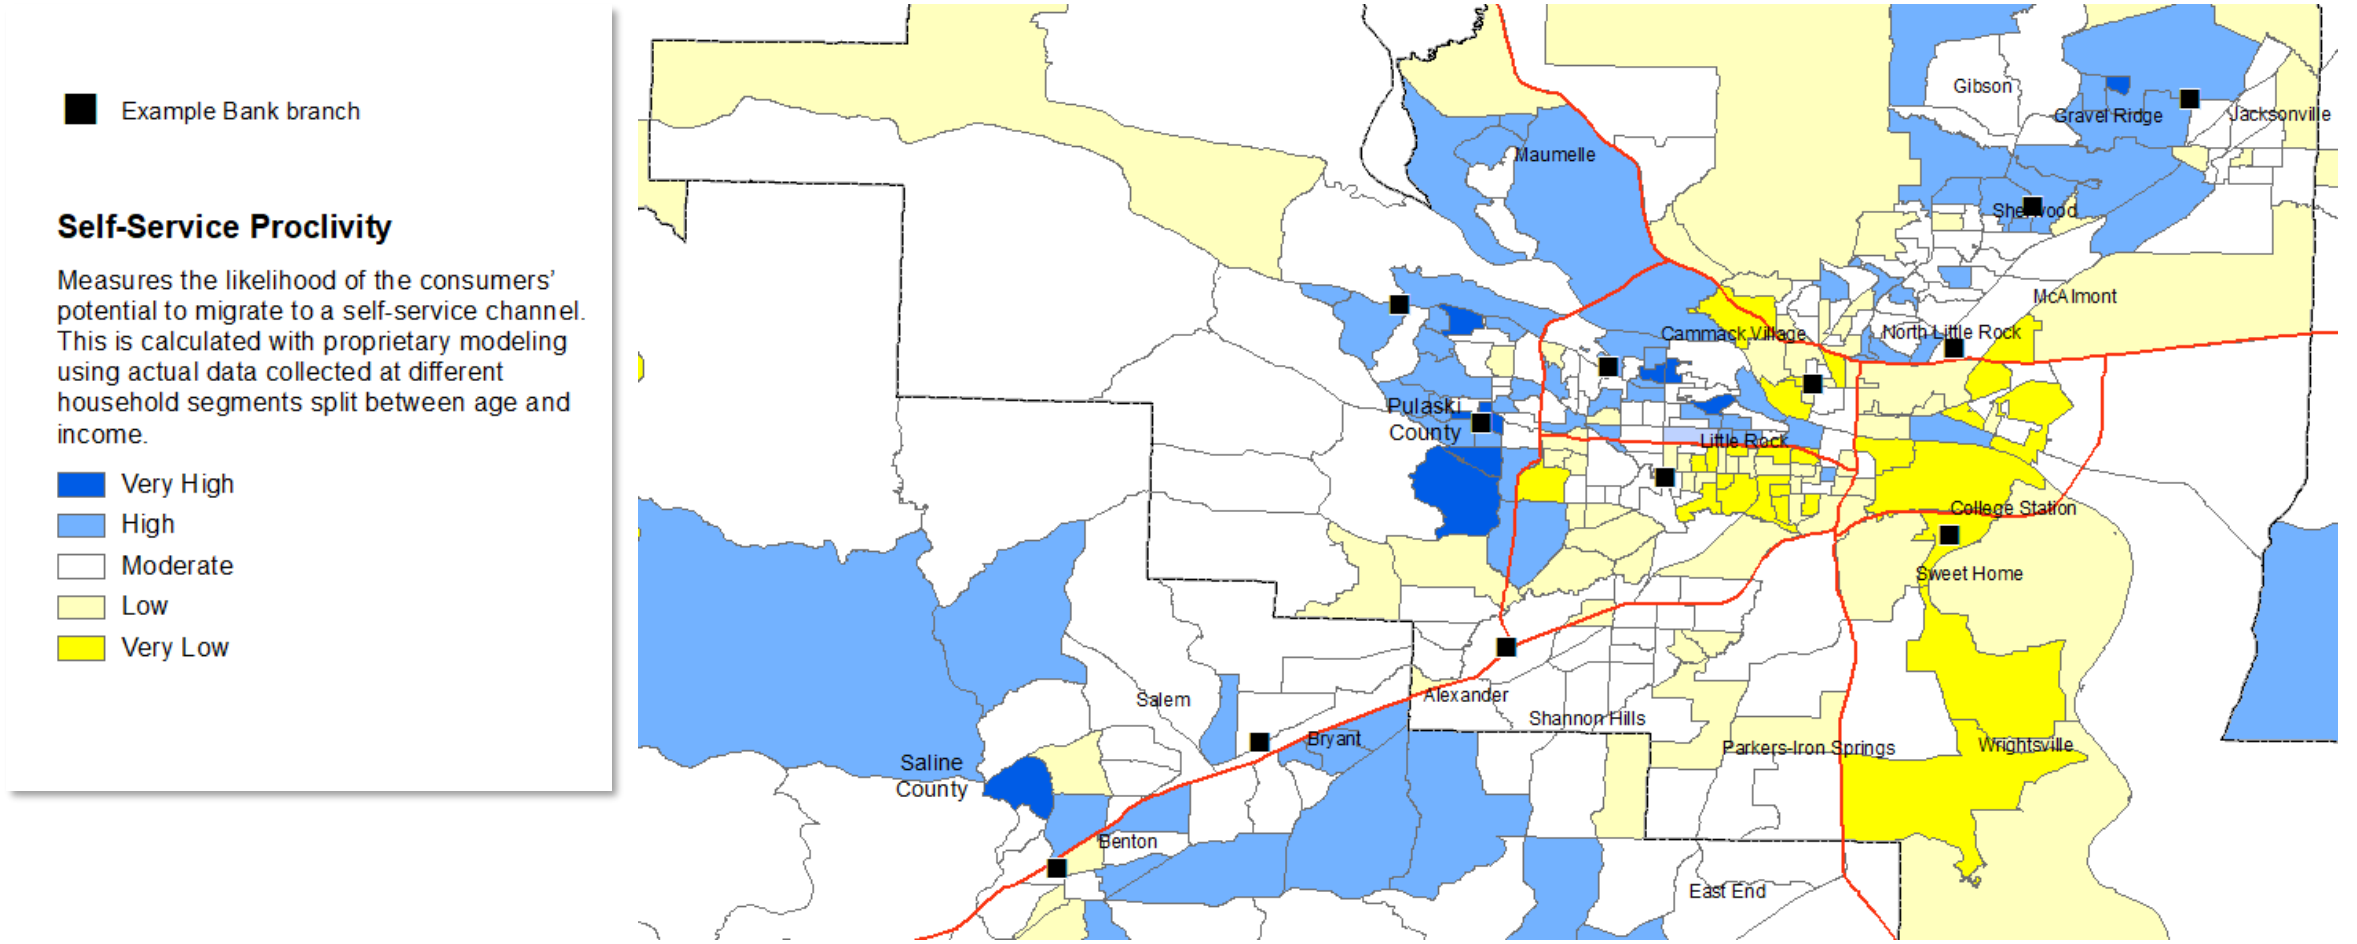 Example Bank branch
Self-Service Proclivity
Measures the likelihood of the consumers’
potential to migrate to a self-service channel.
This is calculated with proprietary modeling
using actual data collected at different
household segments split between age and
income.
Very High
High
Moderate
Low
Very Low
Gibson
Gravel Ridge
Jacksonville
Maumelle
Sherwood
McAlmont
Cammack Village
North Little Rock
Pulaski
County
Little Rock
College Station
Sweet Home
Salem
Alexander
Shannon Hills
Bryant
Parkers-Iron Springs
Wrightsville
Saline
County
Benton
East End